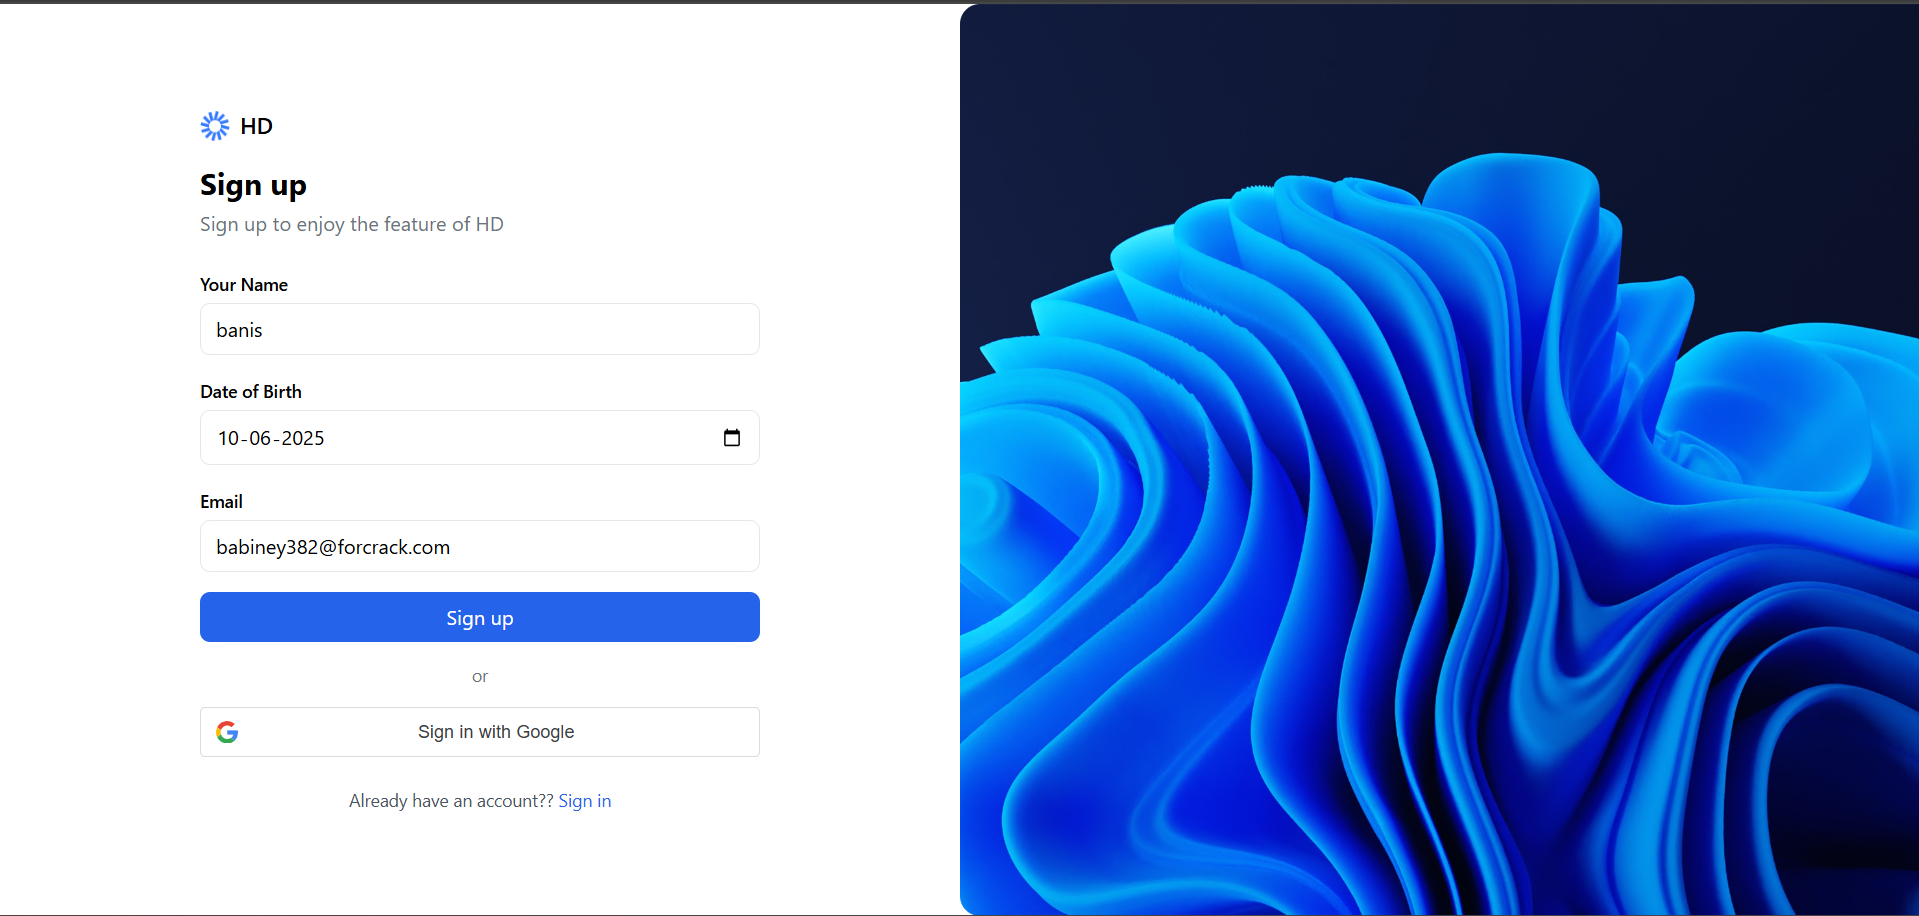 HD
Sign up
Sign up to enjoy the feature of HD
Your Name
banis
Date of Birth
10-06-2025
Email
babiney382@forcrack.com
Sign up
or
Sign in with Google
Already have an account?? Sign in